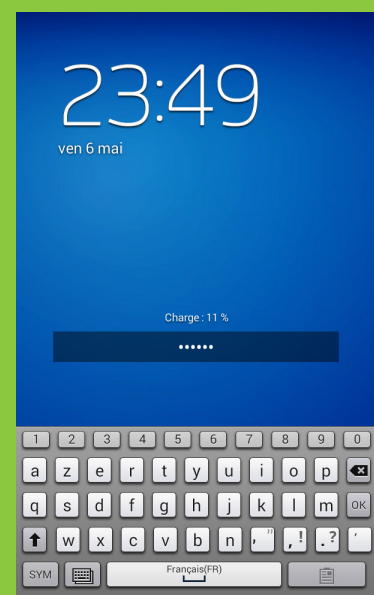 23:49
ven 6 mai
Charge : 11 %
••••••
1 2 3 4 5 6 7 8 9 0
a z e r t y u i o p
q s d f g h j k l m OK
w x c v b n ' " , ! . ? '
SYM Français(FR)